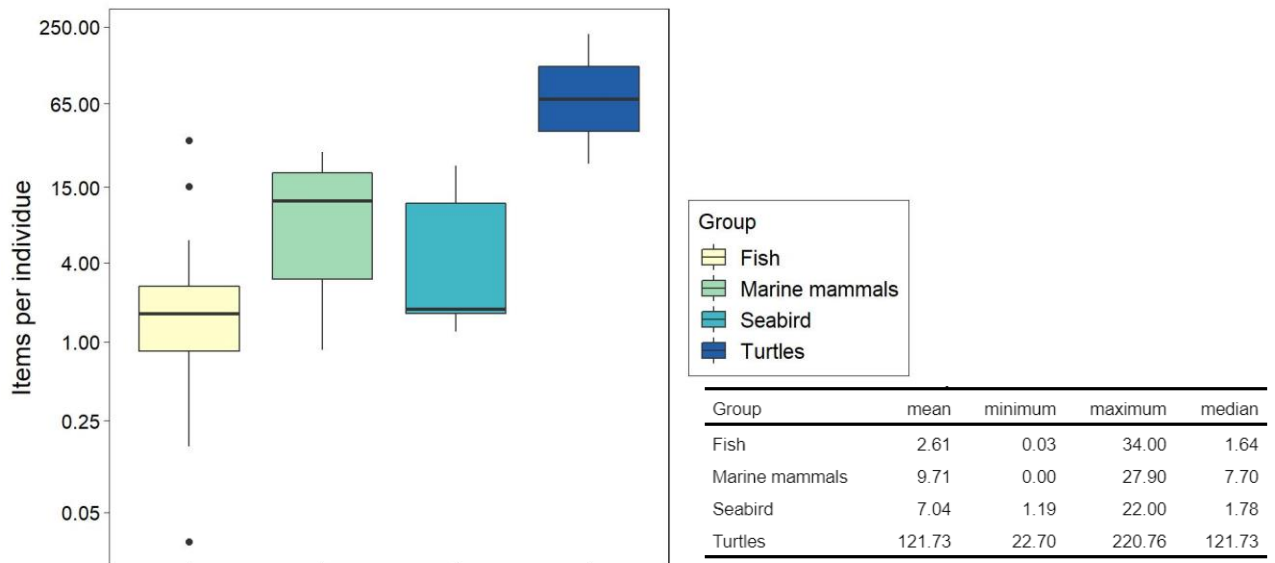 250.00
65.00
15.00
4.00
1.00
0.25
0.05
Items per individue
Group
Fish
Marine mammals
Seabird
Turtles
Group mean minimum maximum median
Fish 2.61 0.03 34.00 1.64
Marine mammals 9.71 0.00 27.90 7.70
Seabird 7.04 1.19 22.00 1.78
Turtles 121.73 22.70 220.76 121.73